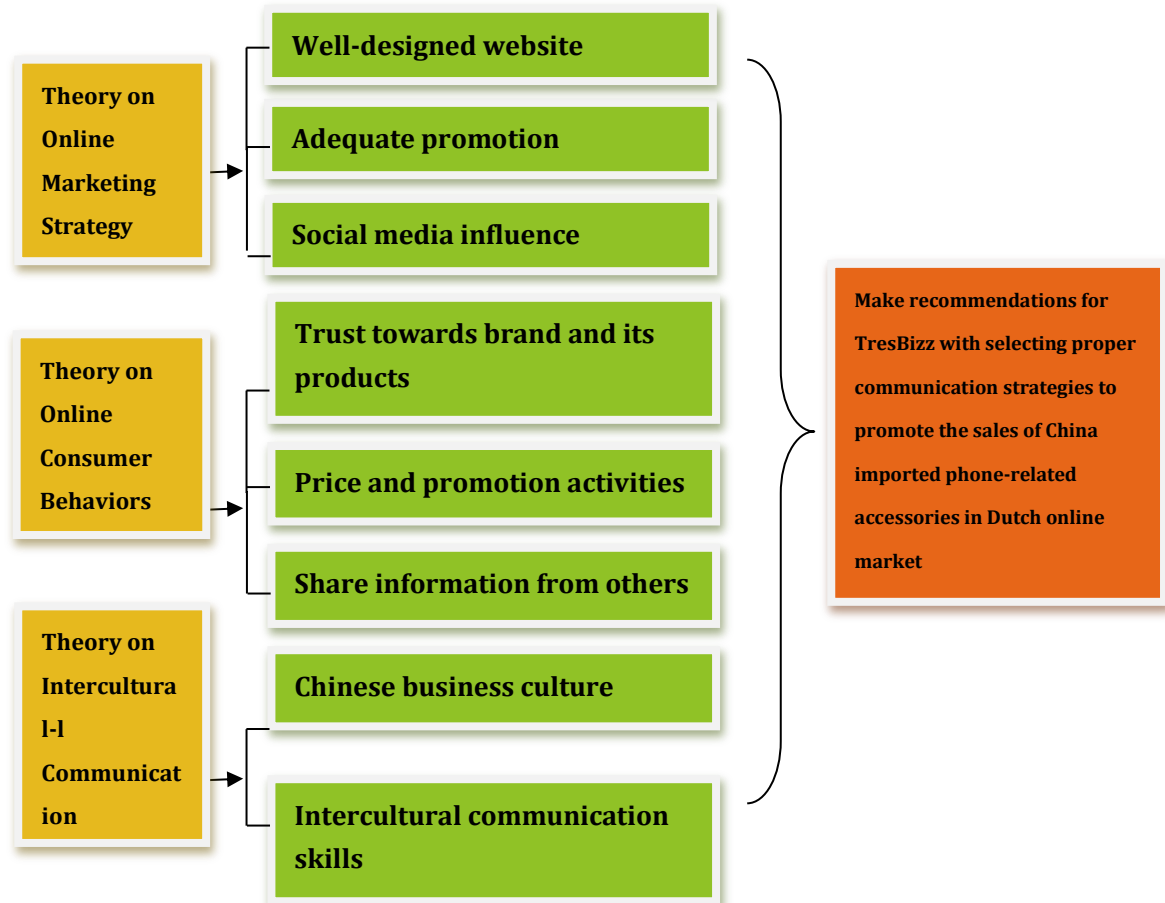 Theory on
Online
Marketing
Strategy
Well-designed website
Adequate promotion
Social media influence
Theory on
Online
Consumer
Behaviors
Trust towards brand and its
products
Price and promotion activities
Share information from others
Theory on
Intercultura
l-l
Communicat
ion
Chinese business culture
Intercultural communication
skills
Make recommendations for
TresBizz with selecting proper
communication strategies to
promote the sales of China
imported phone-related
accessories in Dutch online
market